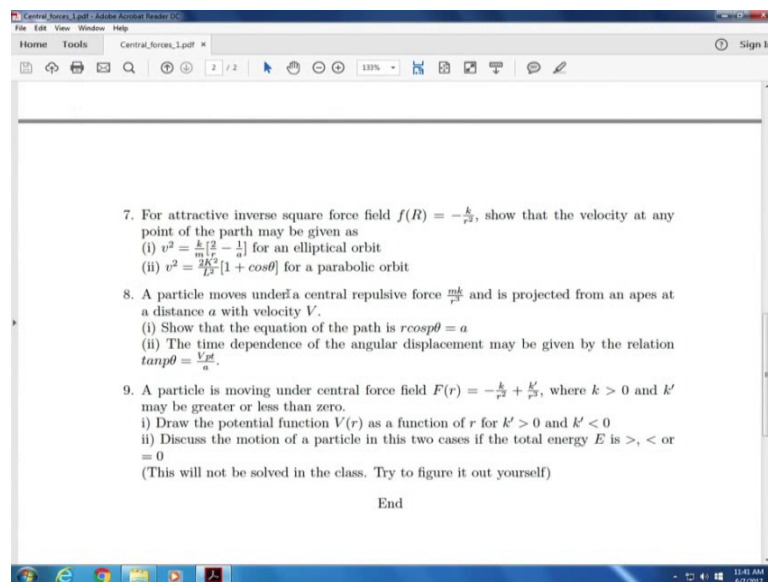 Central_forces_1.pdf - Adobe Acrobat Reader DC
File Edit View Window Help
Home Tools Central_forces_1.pdf × Sign I
2 / 2 133%
7. For attractive inverse square force field f(R) = −k/r², show that the velocity at any
point of the parth may be given as
(i) v² = k/m[2/r − 1/a] for an elliptical orbit
(ii) v² = 2K²/L²[1 + cosθ] for a parabolic orbit
8. A particle moves under a central repulsive force mk/r³ and is projected from an apes at
a distance a with velocity V.
(i) Show that the equation of the path is rcospθ = a
(ii) The time dependence of the angular displacement may be given by the relation
tanpθ = Vpt/a.
9. A particle is moving under central force field F(r) = −k/r² + k′/r³, where k > 0 and k′
may be greater or less than zero.
i) Draw the potential function V(r) as a function of r for k′ > 0 and k′ < 0
ii) Discuss the motion of a particle in this two cases if the total energy E is >, < or
= 0
(This will not be solved in the class. Try to figure it out yourself)
End
11:41 AM